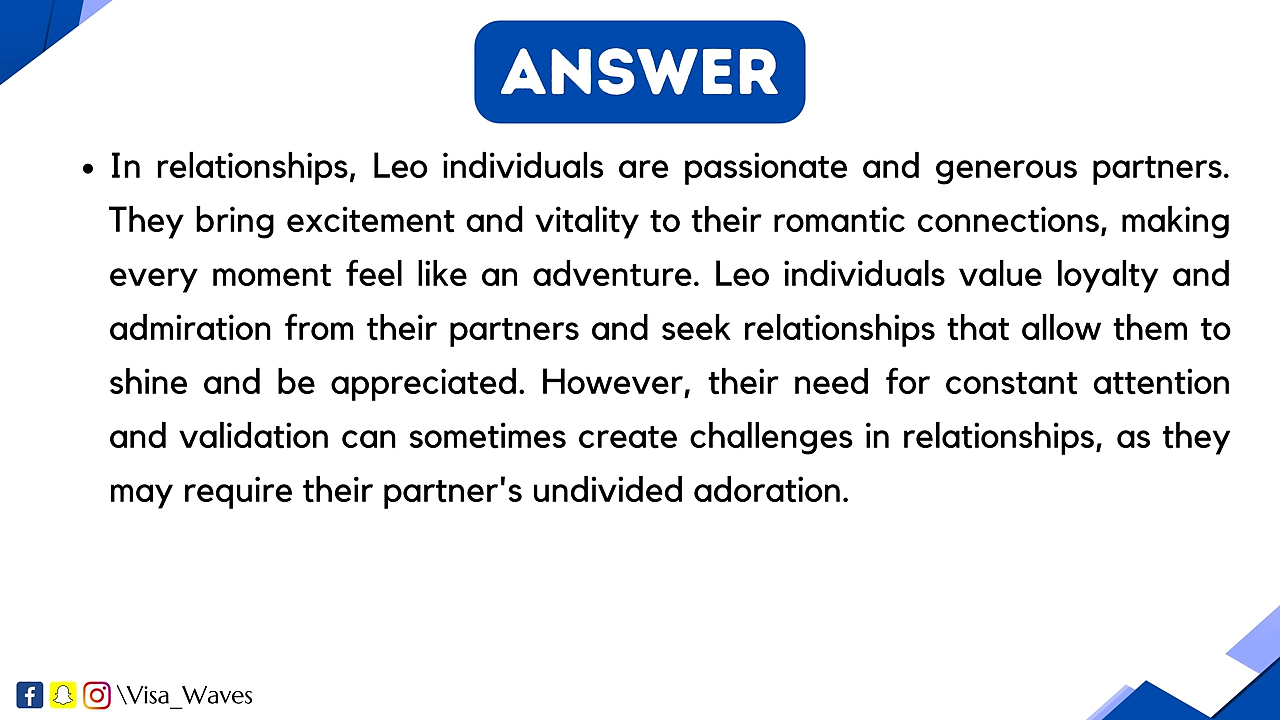 ANSWER
• In relationships, Leo individuals are passionate and generous partners.
They bring excitement and vitality to their romantic connections, making
every moment feel like an adventure. Leo individuals value loyalty and
admiration from their partners and seek relationships that allow them to
shine and be appreciated. However, their need for constant attention
and validation can sometimes create challenges in relationships, as they
may require their partner's undivided adoration.
\Visa_Waves